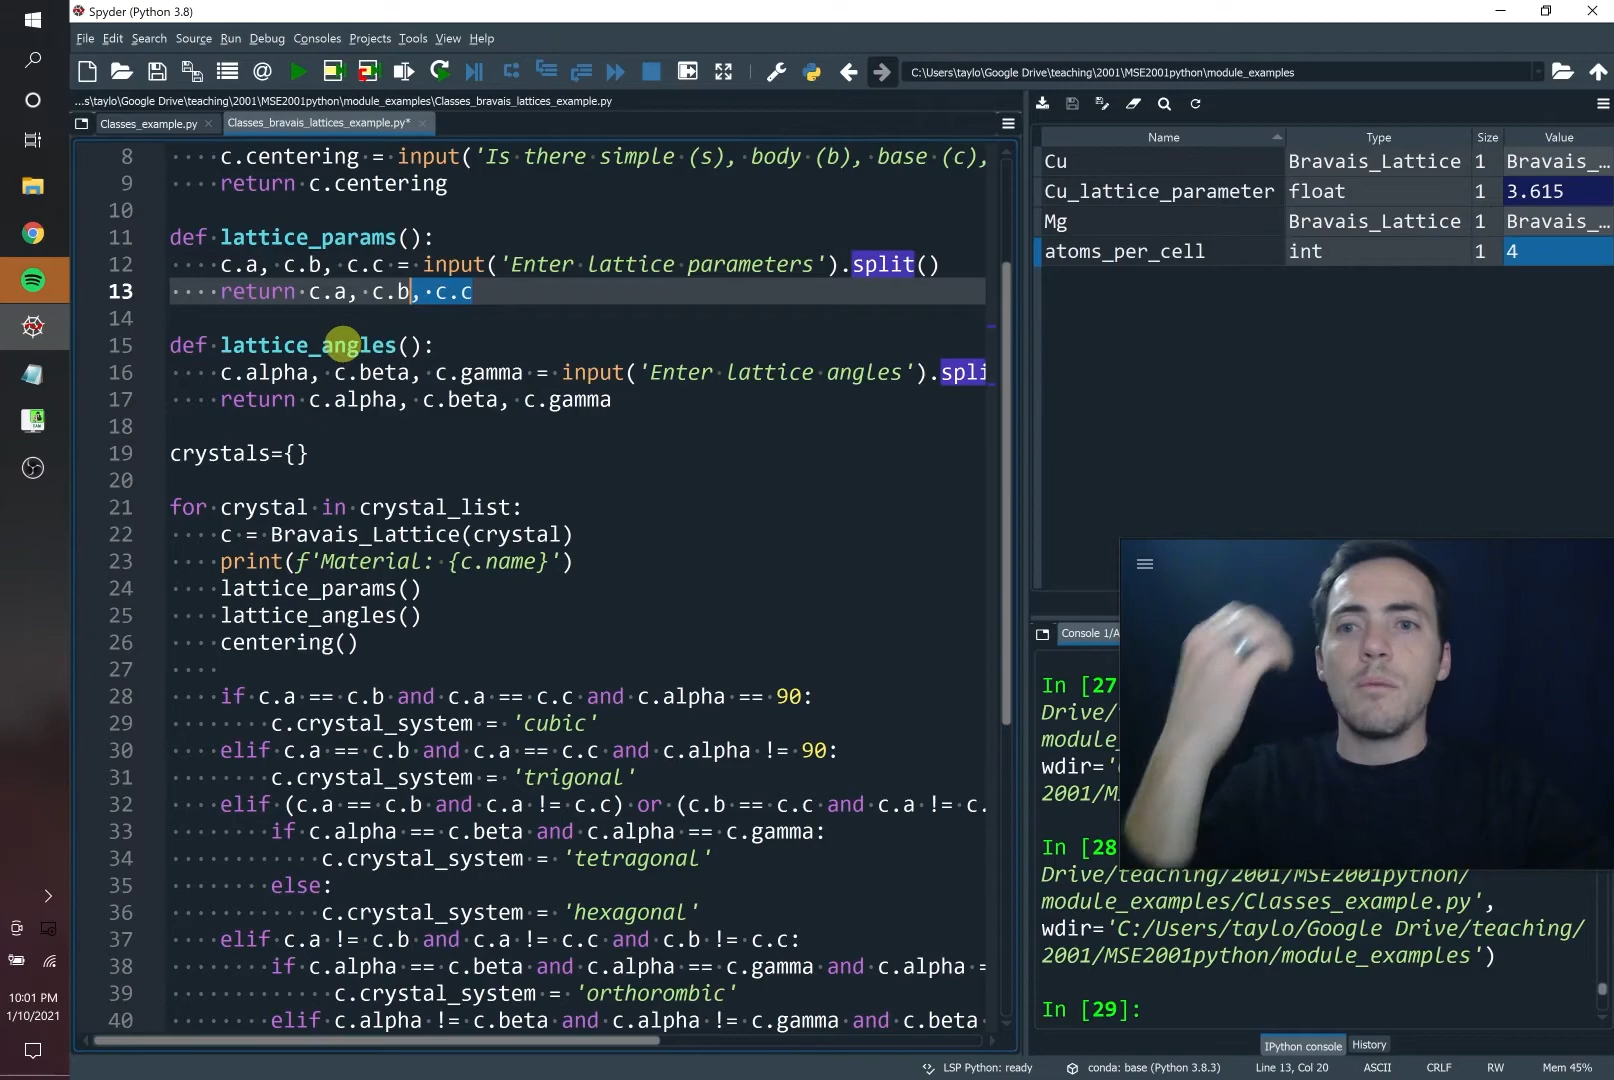 Spyder (Python 3.8)
File Edit Search Source Run Debug Consoles Projects Tools View Help
C:\Users\taylo\Google Drive\teaching\2001\MSE2001python\module_examples
...s\taylo\Google Drive\teaching\2001\MSE2001python\module_examples\Classes_bravais_lattices_example.py
Classes_example.py Classes_bravais_lattices_example.py*
8 c.centering = input('Is there simple (s), body (b), base (c),
9 return c.centering
10
11 def lattice_params():
12 c.a, c.b, c.c = input('Enter lattice parameters').split()
13 return c.a, c.b, c.c
14
15 def lattice_angles():
16 c.alpha, c.beta, c.gamma = input('Enter lattice angles').spli
17 return c.alpha, c.beta, c.gamma
18
19 crystals={}
20
21 for crystal in crystal_list:
22 c = Bravais_Lattice(crystal)
23 print(f'Material: {c.name}')
24 lattice_params()
25 lattice_angles()
26 centering()
27
28 if c.a == c.b and c.a == c.c and c.alpha == 90:
29 c.crystal_system = 'cubic'
30 elif c.a == c.b and c.a == c.c and c.alpha != 90:
31 c.crystal_system = 'trigonal'
32 elif (c.a == c.b and c.a != c.c) or (c.b == c.c and c.a != c.
33 if c.alpha == c.beta and c.alpha == c.gamma:
34 c.crystal_system = 'tetragonal'
35 else:
36 c.crystal_system = 'hexagonal'
37 elif c.a != c.b and c.a != c.c and c.b != c.c:
38 if c.alpha == c.beta and c.alpha == c.gamma and c.alpha =
39 c.crystal_system = 'orthorombic'
40 elif c.alpha != c.beta and c.alpha != c.gamma and c.beta
Name Type Size Value
Cu Bravais_Lattice 1 Bravais_...
Cu_lattice_parameter float 1 3.615
Mg Bravais_Lattice 1 Bravais_...
atoms_per_cell int 1 4
Console 1/A
In [27
Drive/
module_
wdir='
2001/MS
In [28
Drive/teaching/2001/MSE2001python/
module_examples/Classes_example.py',
wdir='C:/Users/taylo/Google Drive/teaching/
2001/MSE2001python/module_examples')
In [29]:
IPython console History
LSP Python: ready conda: base (Python 3.8.3) Line 13, Col 20 ASCII CRLF RW Mem 45%
10:01 PM
1/10/2021